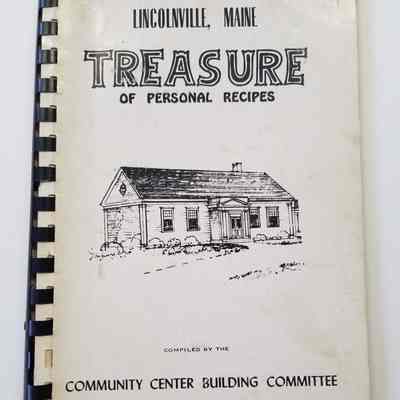 LINCOLNVILLE, MAINE
TREASURE
OF PERSONAL RECIPES
COMPILED BY THE
COMMUNITY CENTER BUILDING COMMITTEE